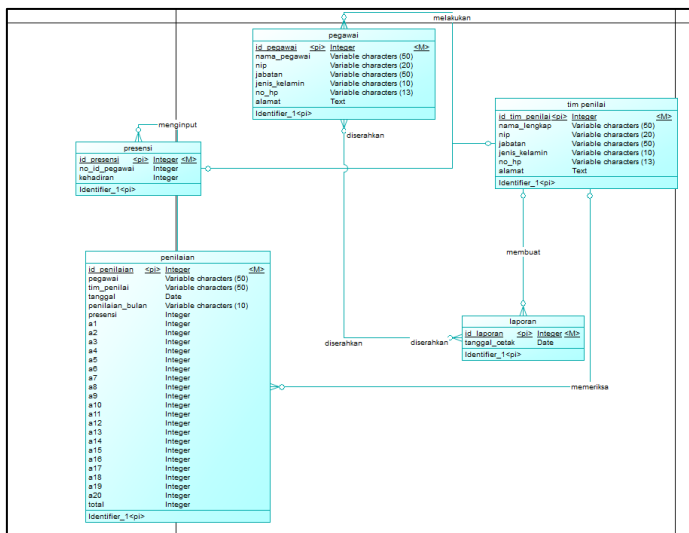 melakukan
pegawai
id_pegawai <pi> Integer <M>
nama_pegawai Variable characters (50)
nip Variable characters (20)
jabatan Variable characters (50)
jenis_kelamin Variable characters (10)
no_hp Variable characters (13)
alamat Text
Identifier_1<pi>
tim penilai
id_tim_penilai<pi> Integer <M>
nama_lengkap Variable characters (50)
nip Variable characters (20)
jabatan Variable characters (50)
jenis_kelamin Variable characters (10)
no_hp Variable characters (13)
alamat Text
Identifier_1<pi>
menginput
diserahkan
presensi
id_presensi <pi> Integer <M>
no_id_pegawai Integer
kehadiran Integer
Identifier_1<pi>
penilaian
id_penilaian <pi> Integer <M>
pegawai Variable characters (50)
tim_penilai Variable characters (50)
tanggal Date
penilaian_bulan Variable characters (10)
presensi Integer
a1 Integer
a2 Integer
a3 Integer
a4 Integer
a5 Integer
a6 Integer
a7 Integer
a8 Integer
a9 Integer
a10 Integer
a11 Integer
a12 Integer
a13 Integer
a14 Integer
a15 Integer
a16 Integer
a17 Integer
a18 Integer
a19 Integer
a20 Integer
total Integer
Identifier_1<pi>
membuat
laporan
id_laporan <pi> Integer <M>
tanggal_cetak Date
Identifier_1<pi>
diserahkan diserahkan
memeriksa